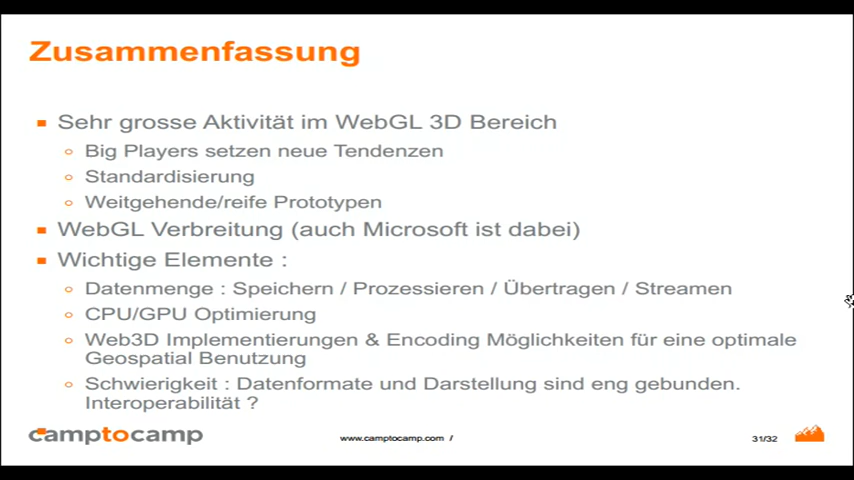 Zusammenfassung
Sehr grosse Aktivität im WebGL 3D Bereich
Big Players setzen neue Tendenzen
Standardisierung
Weitgehende/reife Prototypen
WebGL Verbreitung (auch Microsoft ist dabei)
Wichtige Elemente :
Datenmenge : Speichern / Prozessieren / Übertragen / Streamen
CPU/GPU Optimierung
Web3D Implementierungen & Encoding Möglichkeiten für eine optimale
Geospatial Benutzung
Schwierigkeit : Datenformate und Darstellung sind eng gebunden.
Interoperabilität ?
camptocamp
www.camptocamp.com /
31/32